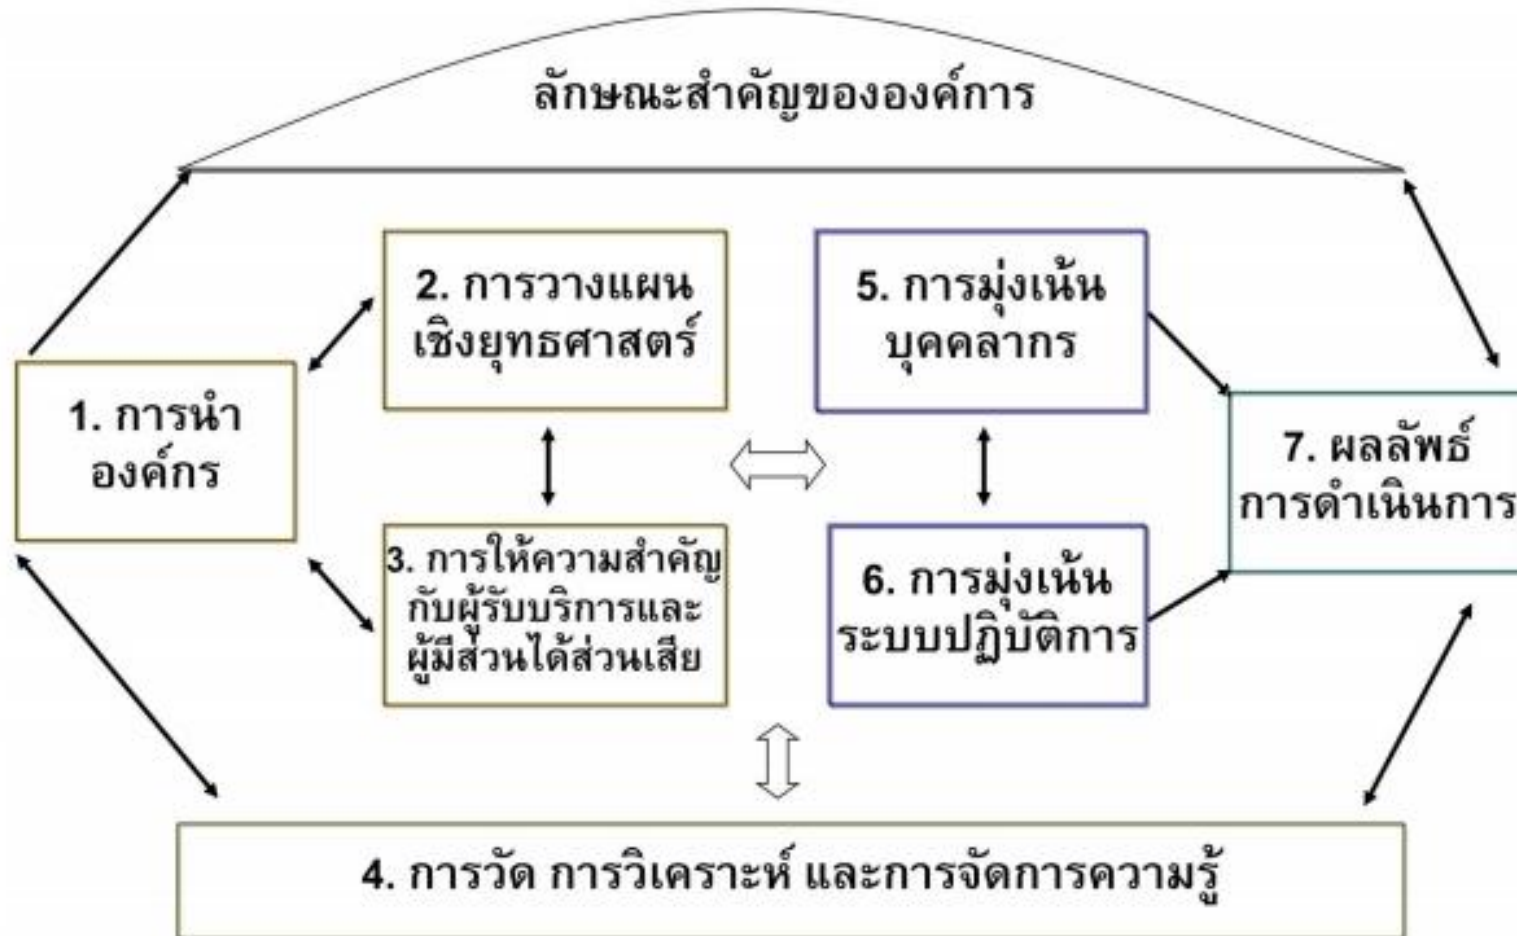 ลักษณะสำคัญขององค์การ
2. การวางแผน
เชิงยุทธศาสตร์
5. การมุ่งเน้น
บุคคลากร
1. การนำ
องค์กร
7. ผลลัพธ์
การดำเนินการ
3. การให้ความสำคัญ
กับผู้รับบริการและ
ผู้มีส่วนได้ส่วนเสีย
6. การมุ่งเน้น
ระบบปฏิบัติการ
4. การวัด การวิเคราะห์ และการจัดการความรู้